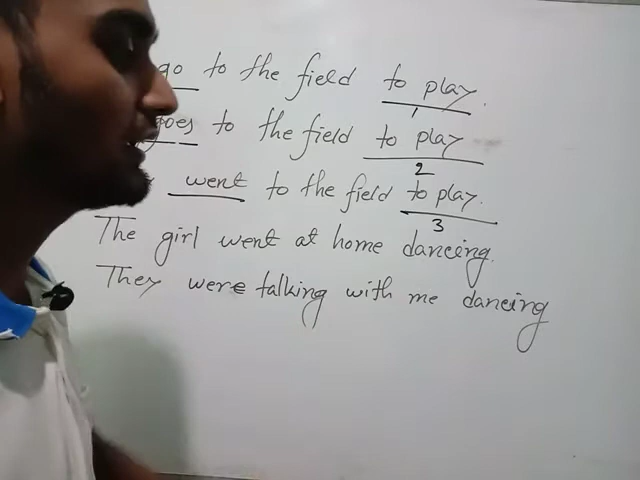 go to the field to play.
1
goes to the field to play
2
went to the field to play.
3
The girl went at home dancing.
They were talking with me dancing